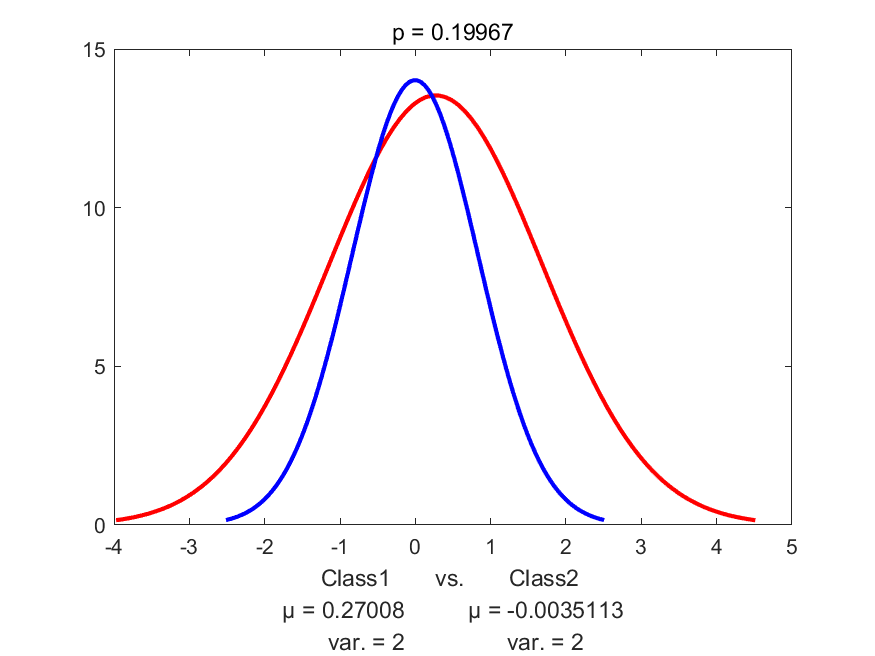 p = 0.19967
15
10
5
0
-4 -3 -2 -1 0 1 2 3 4 5
Class1 vs. Class2
μ = 0.27008 μ = -0.0035113
var. = 2 var. = 2